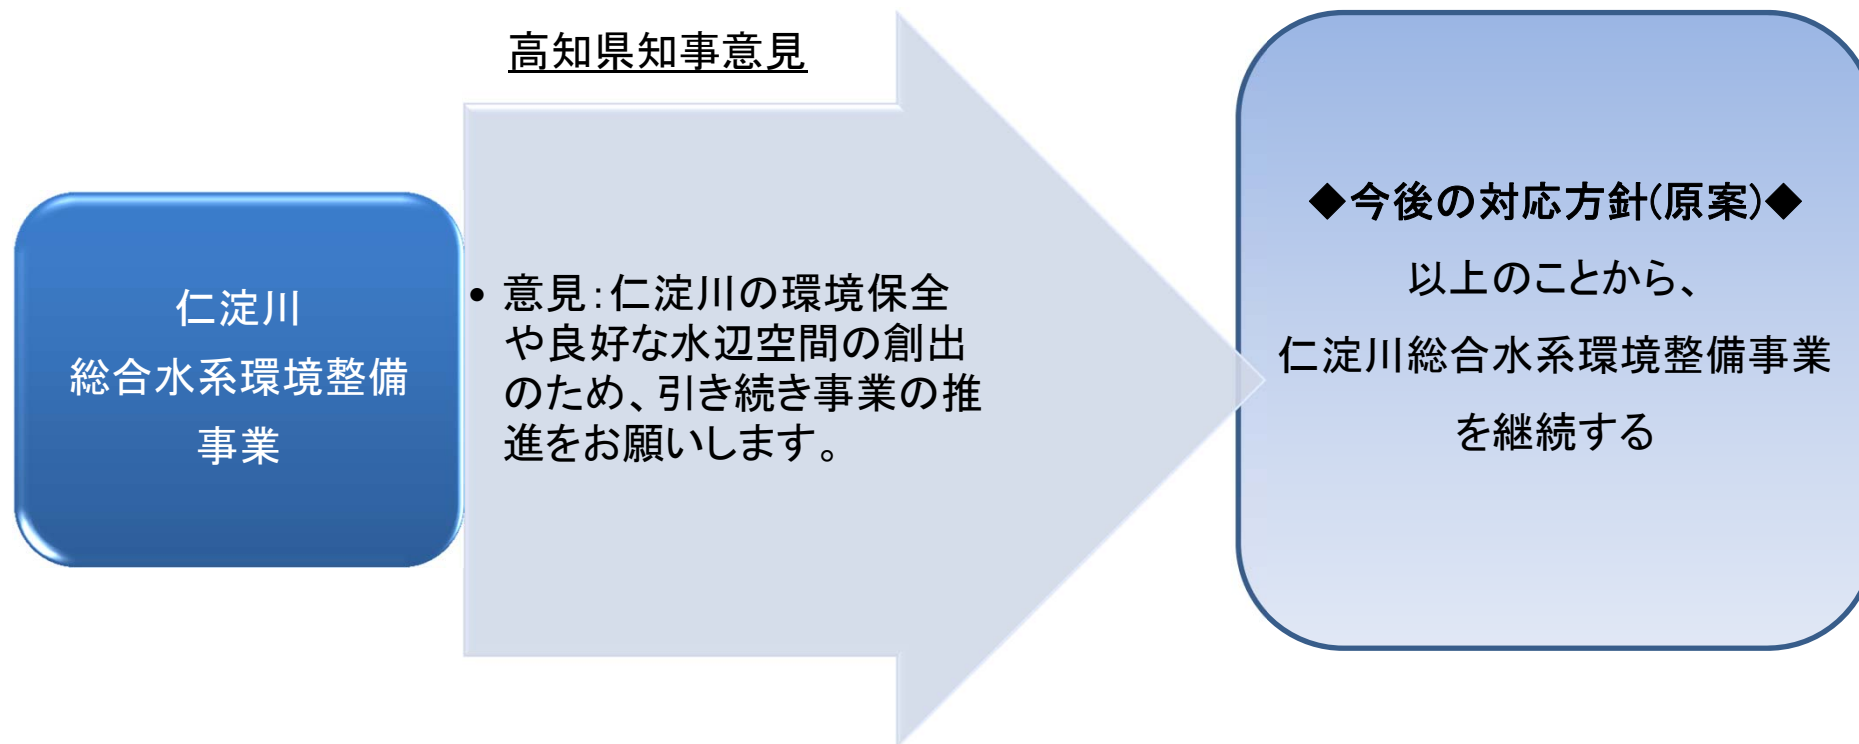 高知県知事意見
仁淀川
総合水系環境整備
事業
• 意見：仁淀川の環境保全
や良好な水辺空間の創出
のため、引き続き事業の推
進をお願いします。
◆今後の対応方針(原案)◆
以上のことから、
仁淀川総合水系環境整備事業
を継続する